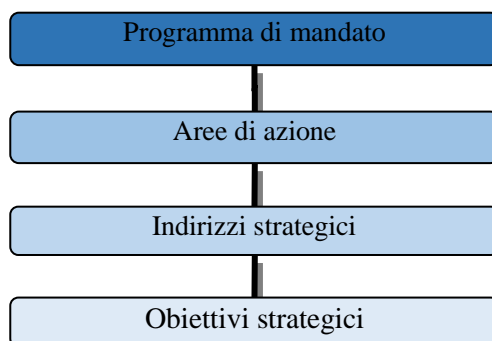 Programma di mandato
Aree di azione
Indirizzi strategici
Obiettivi strategici